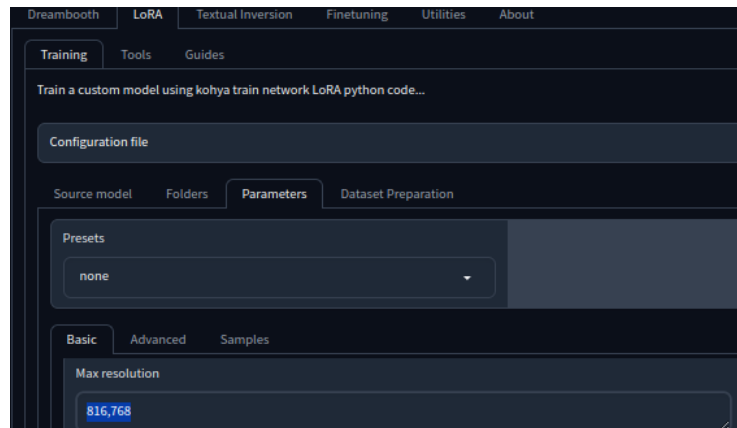 Dreambooth LoRA Textual Inversion Finetuning Utilities About
Training Tools Guides
Train a custom model using kohya train network LoRA python code...
Configuration file
Source model Folders Parameters Dataset Preparation
Presets
none
Basic Advanced Samples
Max resolution
816,768